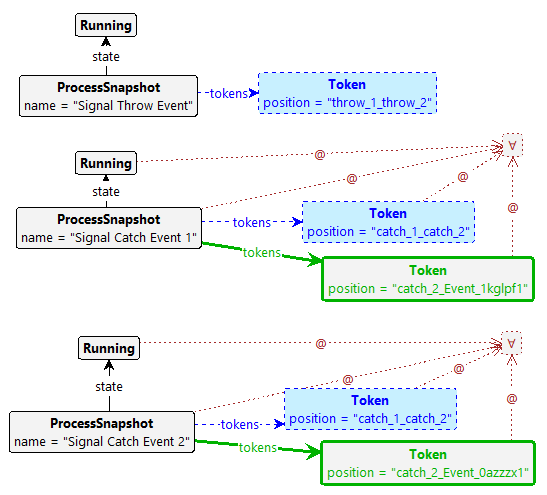 Running
state
ProcessSnapshot
name = "Signal Throw Event"
tokens
Token
position = "throw_1_throw_2"
∀
Running
@
@
@
state
@
ProcessSnapshot
name = "Signal Catch Event 1"
tokens
Token
position = "catch_1_catch_2"
tokens
Token
position = "catch_2_Event_1kglpf1"
Running
@
∀
@
@
state
@
ProcessSnapshot
name = "Signal Catch Event 2"
tokens
Token
position = "catch_1_catch_2"
tokens
Token
position = "catch_2_Event_0azzzx1"